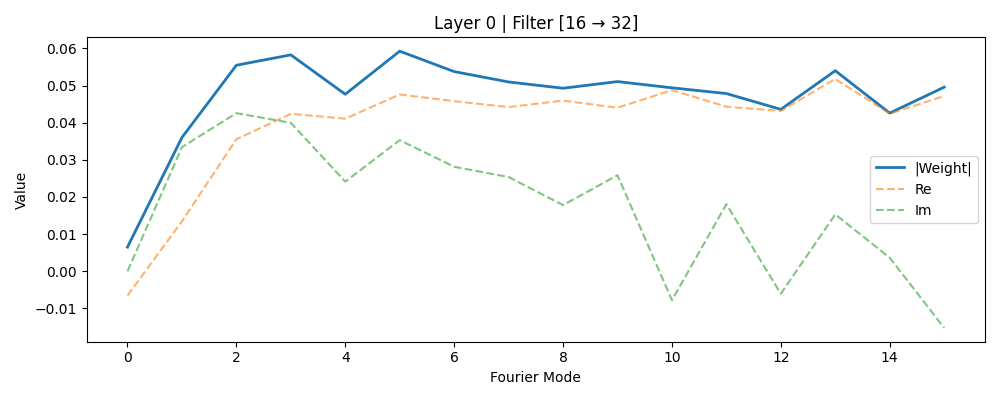 Layer 0 | Filter [16 → 32]
0.06
0.05
0.04
0.03
0.02
0.01
0.00
−0.01
Value
|Weight|
Re
Im
0 2 4 6 8 10 12 14
Fourier Mode